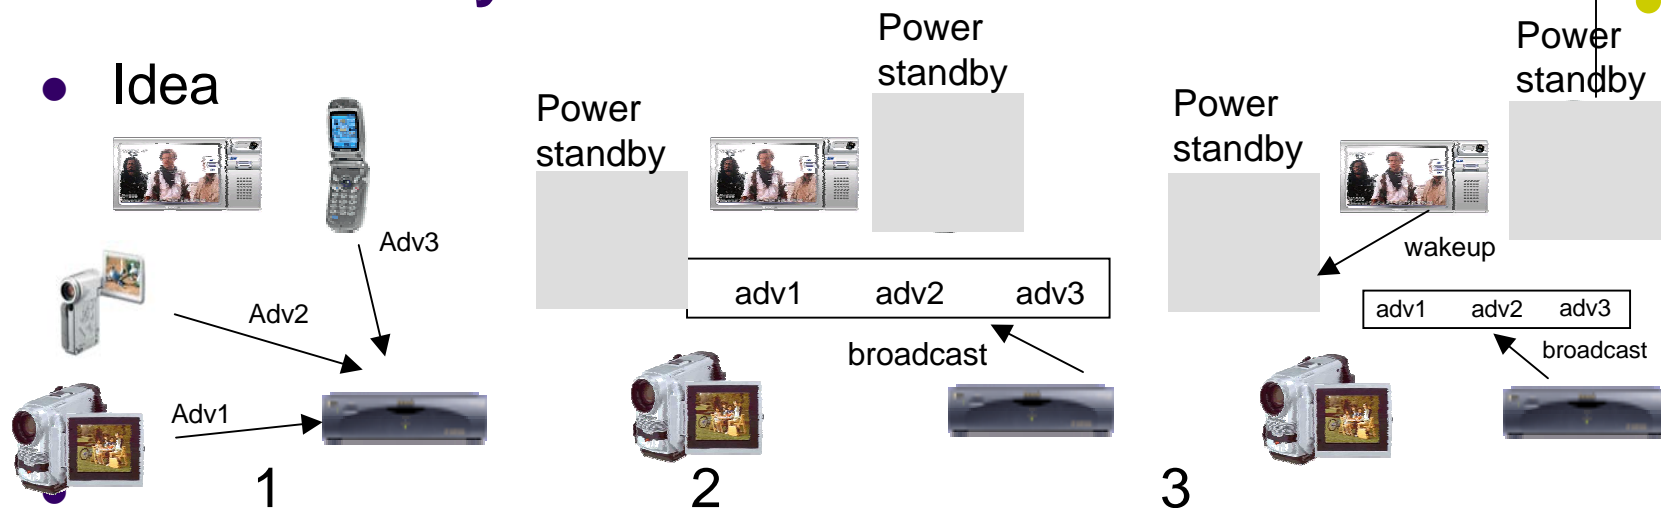 Idea
Adv3
Adv2
Adv1
1
Power
standby
Power
standby
adv1 adv2 adv3
broadcast
2
Power
standby
Power
standby
wakeup
adv1 adv2 adv3
broadcast
3